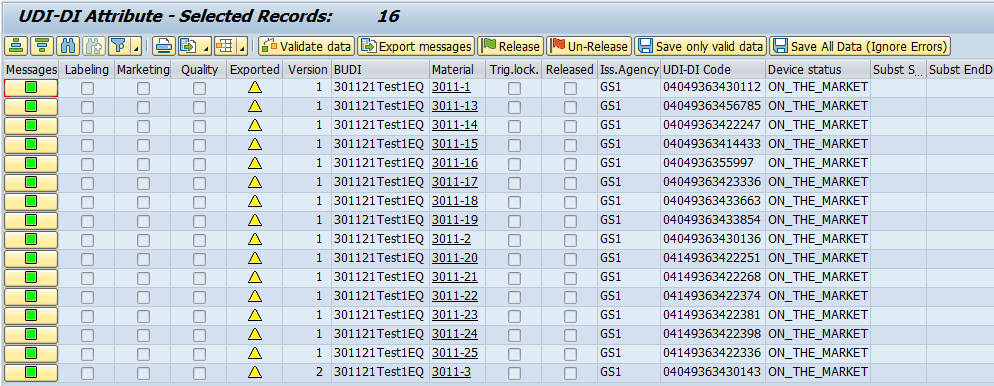 UDI-DI Attribute - Selected Records: 16
Validate data Export messages Release Un-Release Save only valid data Save All Data (Ignore Errors)
Messages Labeling Marketing Quality Exported Version BUDI Material Trig.lock. Released Iss.Agency UDI-DI Code Device status Subst S... Subst EndD
1 301121Test1EQ 3011-1 GS1 04049363430112 ON_THE_MARKET
1 301121Test1EQ 3011-13 GS1 04049363456785 ON_THE_MARKET
1 301121Test1EQ 3011-14 GS1 04049363422247 ON_THE_MARKET
1 301121Test1EQ 3011-15 GS1 04049363414433 ON_THE_MARKET
1 301121Test1EQ 3011-16 GS1 0404936355997 ON_THE_MARKET
1 301121Test1EQ 3011-17 GS1 04049363423336 ON_THE_MARKET
1 301121Test1EQ 3011-18 GS1 04049363433663 ON_THE_MARKET
1 301121Test1EQ 3011-19 GS1 04049363433854 ON_THE_MARKET
1 301121Test1EQ 3011-2 GS1 04049363430136 ON_THE_MARKET
1 301121Test1EQ 3011-20 GS1 04149363422251 ON_THE_MARKET
1 301121Test1EQ 3011-21 GS1 04149363422268 ON_THE_MARKET
1 301121Test1EQ 3011-22 GS1 04149363422374 ON_THE_MARKET
1 301121Test1EQ 3011-23 GS1 04149363422381 ON_THE_MARKET
1 301121Test1EQ 3011-24 GS1 04149363422398 ON_THE_MARKET
1 301121Test1EQ 3011-25 GS1 04149363422336 ON_THE_MARKET
2 301121Test1EQ 3011-3 GS1 04049363430143 ON_THE_MARKET